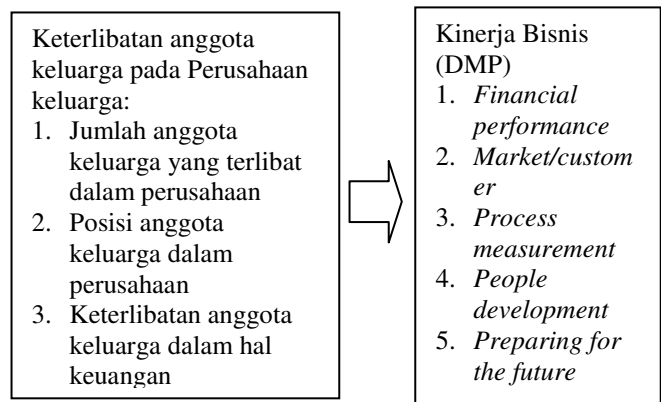 Keterlibatan anggota
keluarga pada Perusahaan
keluarga:
1. Jumlah anggota
keluarga yang terlibat
dalam perusahaan
2. Posisi anggota
keluarga dalam
perusahaan
3. Keterlibatan anggota
keluarga dalam hal
keuangan
Kinerja Bisnis
(DMP)
1. Financial
performance
2. Market/custom
er
3. Process
measurement
4. People
development
5. Preparing for
the future